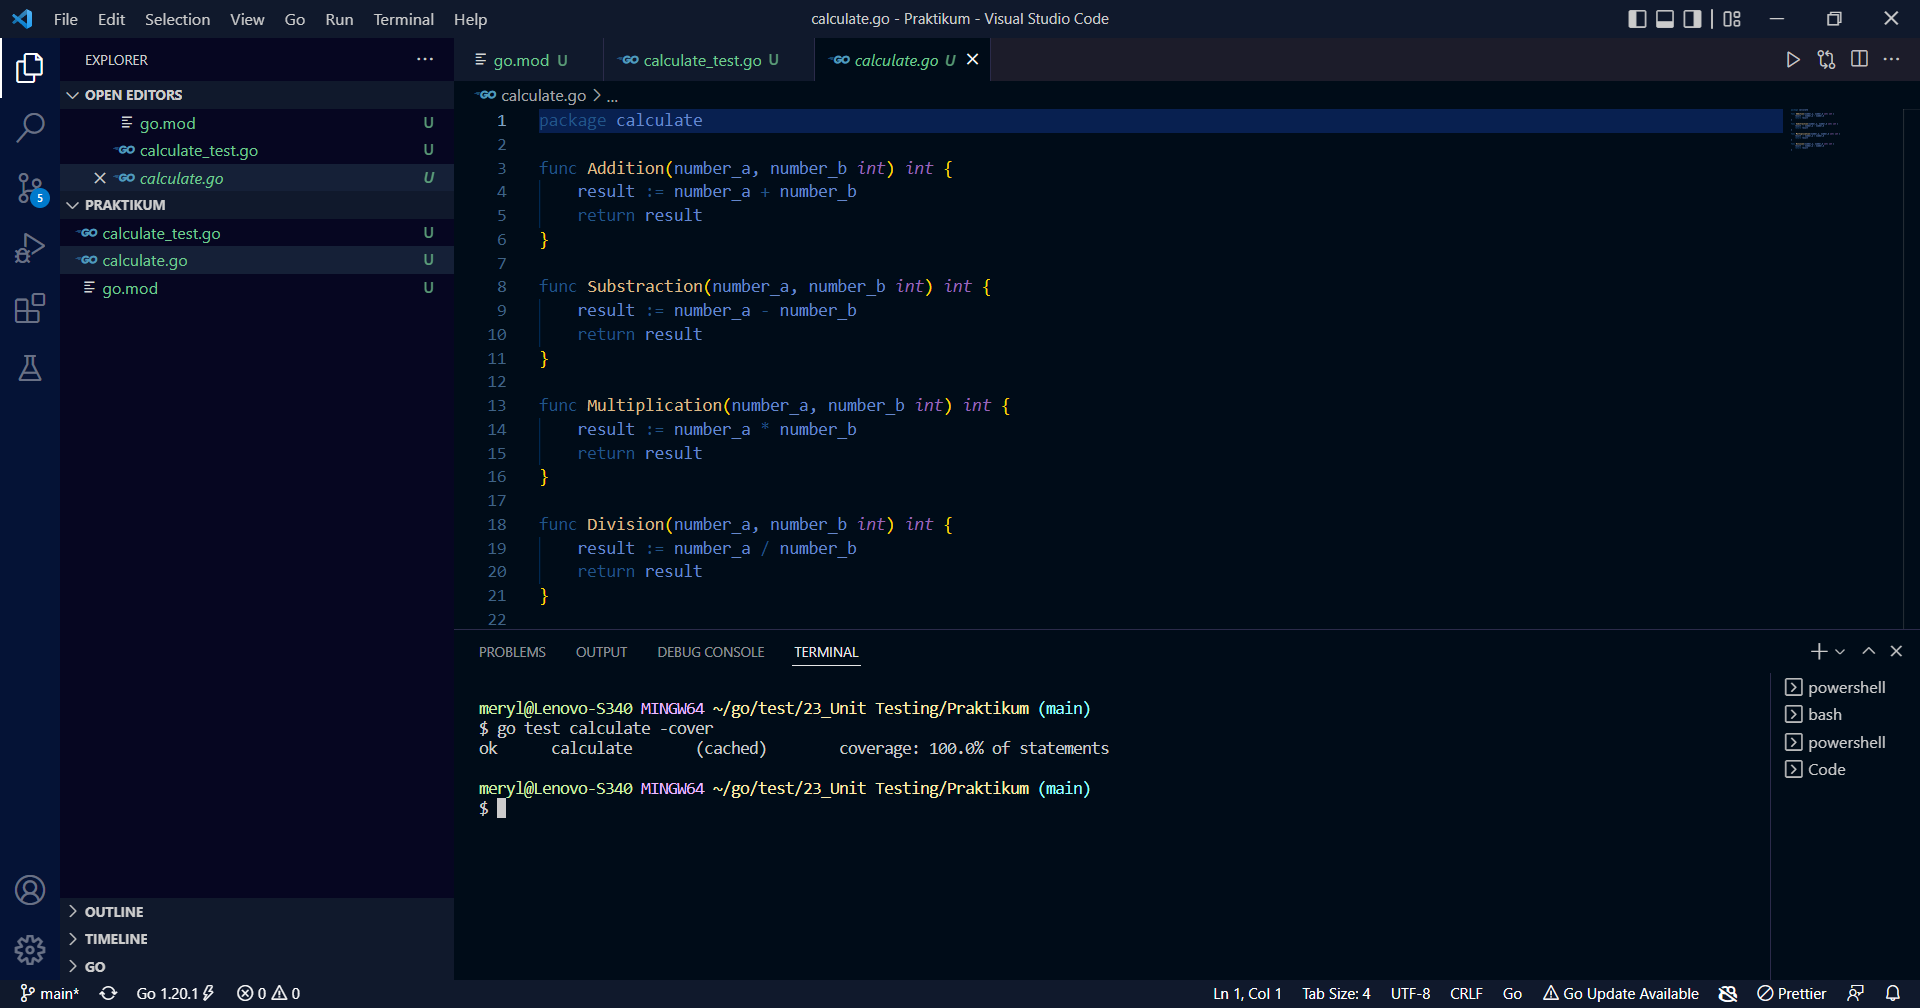 File Edit Selection View Go Run Terminal Help
calculate.go - Praktikum - Visual Studio Code
EXPLORER
OPEN EDITORS
go.mod U
calculate_test.go U
calculate.go U
PRAKTIKUM
calculate_test.go U
calculate.go U
go.mod U
OUTLINE
TIMELINE
GO
5
go.mod U
calculate_test.go U
calculate.go U
calculate.go > ...
1 package calculate
2
3 func Addition(number_a, number_b int) int {
4 result := number_a + number_b
5 return result
6 }
7
8 func Substraction(number_a, number_b int) int {
9 result := number_a - number_b
10 return result
11 }
12
13 func Multiplication(number_a, number_b int) int {
14 result := number_a * number_b
15 return result
16 }
17
18 func Division(number_a, number_b int) int {
19 result := number_a / number_b
20 return result
21 }
22
PROBLEMS OUTPUT DEBUG CONSOLE TERMINAL
meryl@Lenovo-S340 MINGW64 ~/go/test/23_Unit Testing/Praktikum (main)
$ go test calculate -cover
ok calculate (cached) coverage: 100.0% of statements
meryl@Lenovo-S340 MINGW64 ~/go/test/23_Unit Testing/Praktikum (main)
$
powershell
bash
powershell
Code
main* Go 1.20.1 0 0
Ln 1, Col 1 Tab Size: 4 UTF-8 CRLF Go Go Update Available Prettier